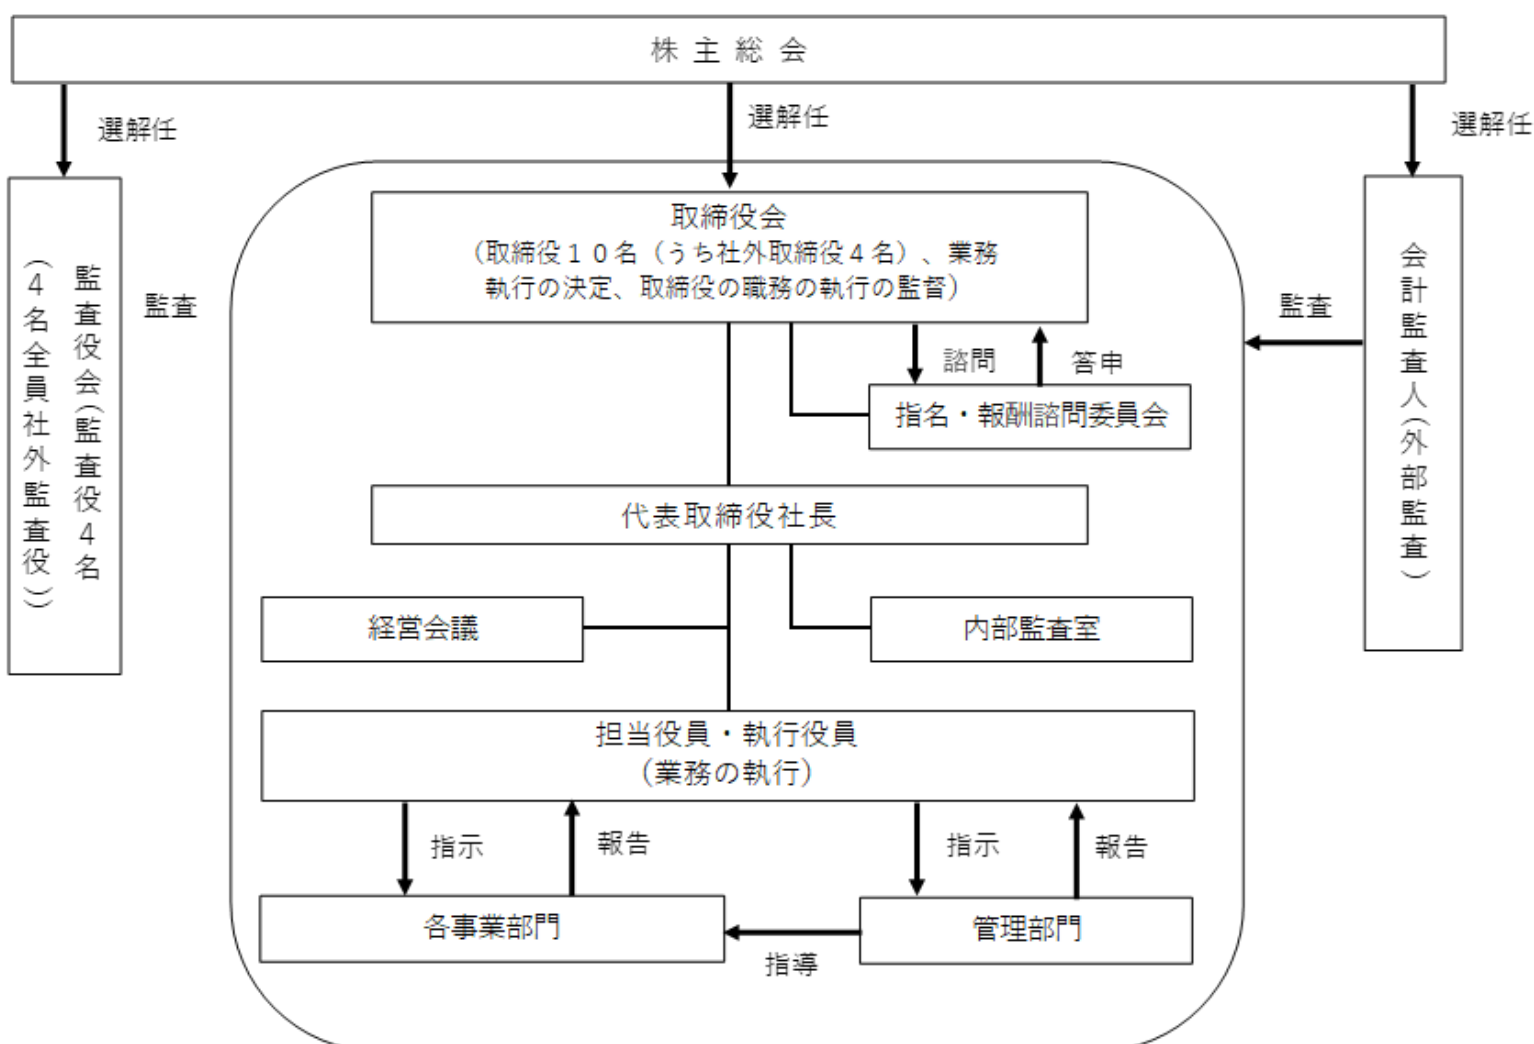 株 主 総 会
選解任
選解任
選解任
取締役会
（取締役１０名（うち社外取締役４名）、業務
執行の決定、取締役の職務の執行の監督）
監査役会（監査役４名
（４名全員社外監査役））
監査
会計監査人（外部監査）
監査
諮問
答申
指名・報酬諮問委員会
代表取締役社長
経営会議
内部監査室
担当役員・執行役員
（業務の執行）
指示
報告
指示
報告
各事業部門
管理部門
指導